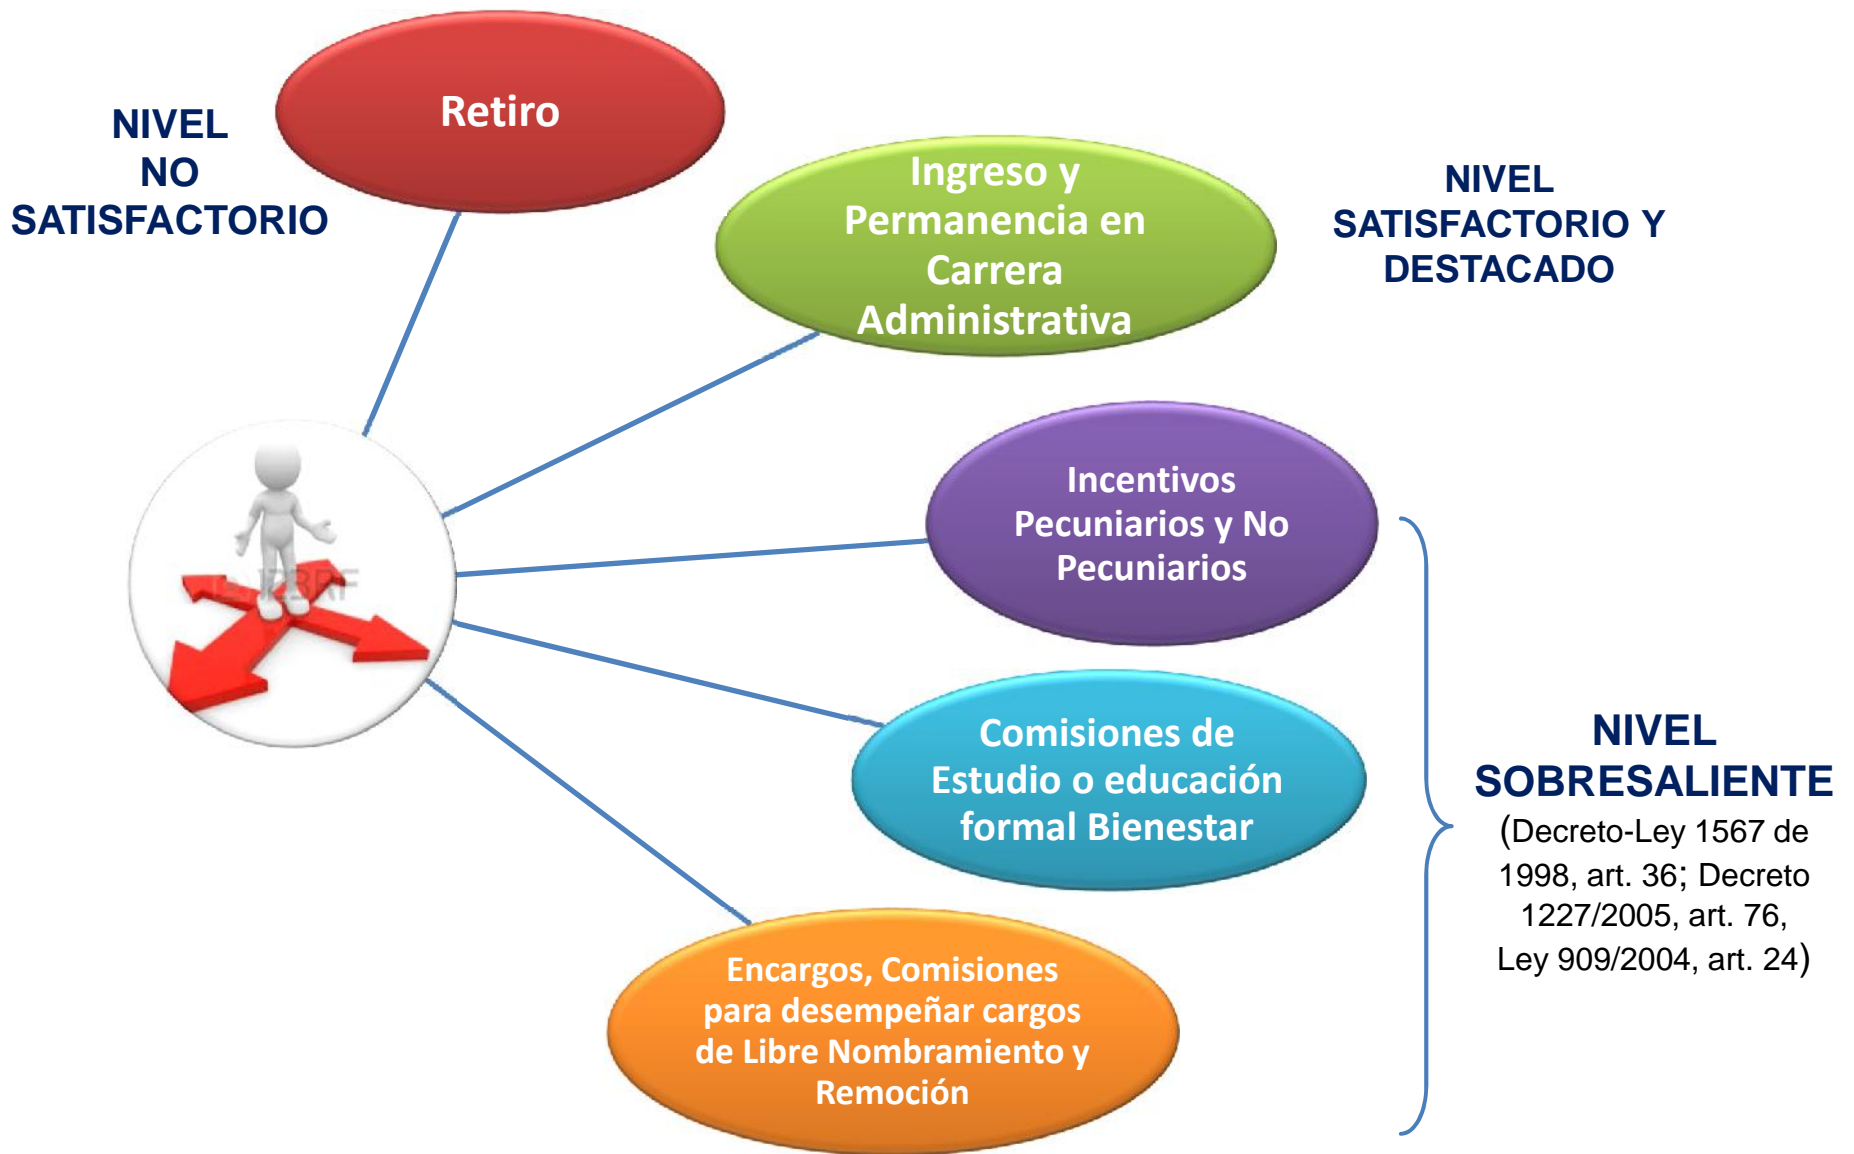 NIVEL
NO
SATISFACTORIO
Retiro
Ingreso y
Permanencia en
Carrera
Administrativa
NIVEL
SATISFACTORIO Y
DESTACADO
Incentivos
Pecuniarios y No
Pecuniarios
Comisiones de
Estudio o educación
formal Bienestar
Encargos, Comisiones
para desempeñar cargos
de Libre Nombramiento y
Remoción
NIVEL
SOBRESALIENTE
(Decreto-Ley 1567 de
1998, art. 36; Decreto
1227/2005, art. 76,
Ley 909/2004, art. 24)